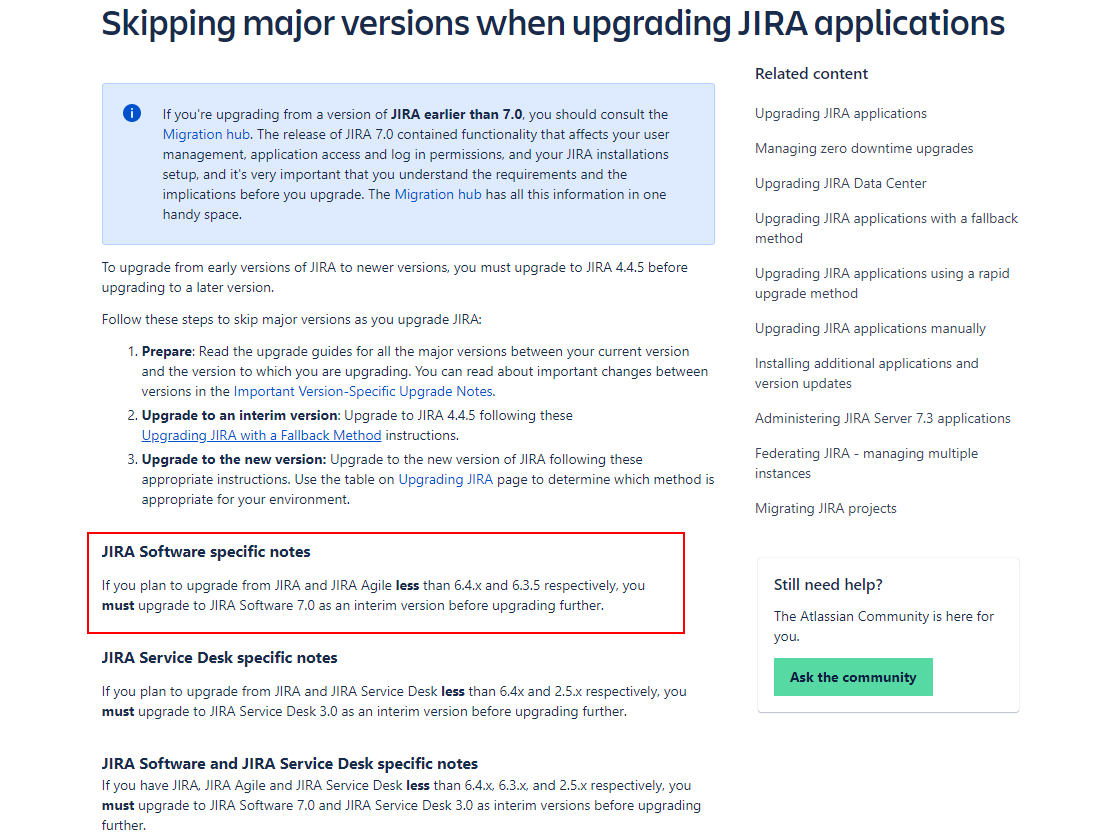 Skipping major versions when upgrading JIRA applications
If you're upgrading from a version of JIRA earlier than 7.0, you should consult the
Migration hub. The release of JIRA 7.0 contained functionality that affects your user
management, application access and log in permissions, and your JIRA installations
setup, and it's very important that you understand the requirements and the
implications before you upgrade. The Migration hub has all this information in one
handy space.
To upgrade from early versions of JIRA to newer versions, you must upgrade to JIRA 4.4.5 before
upgrading to a later version.
Follow these steps to skip major versions as you upgrade JIRA:
1. Prepare: Read the upgrade guides for all the major versions between your current version
and the version to which you are upgrading. You can read about important changes between
versions in the Important Version-Specific Upgrade Notes.
2. Upgrade to an interim version: Upgrade to JIRA 4.4.5 following these
Upgrading JIRA with a Fallback Method instructions.
3. Upgrade to the new version: Upgrade to the new version of JIRA following these
appropriate instructions. Use the table on Upgrading JIRA page to determine which method is
appropriate for your environment.
JIRA Software specific notes
If you plan to upgrade from JIRA and JIRA Agile less than 6.4.x and 6.3.5 respectively, you
must upgrade to JIRA Software 7.0 as an interim version before upgrading further.
JIRA Service Desk specific notes
If you plan to upgrade from JIRA and JIRA Service Desk less than 6.4x and 2.5.x respectively, you
must upgrade to JIRA Service Desk 3.0 as an interim version before upgrading further.
JIRA Software and JIRA Service Desk specific notes
If you have JIRA, JIRA Agile and JIRA Service Desk less than 6.4.x, 6.3.x, and 2.5.x respectively, you
must upgrade to JIRA Software 7.0 and JIRA Service Desk 3.0 as interim versions before upgrading
further.
Related content
Upgrading JIRA applications
Managing zero downtime upgrades
Upgrading JIRA Data Center
Upgrading JIRA applications with a fallback
method
Upgrading JIRA applications using a rapid
upgrade method
Upgrading JIRA applications manually
Installing additional applications and
version updates
Administering JIRA Server 7.3 applications
Federating JIRA - managing multiple
instances
Migrating JIRA projects
Still need help?
The Atlassian Community is here for
you.
Ask the community